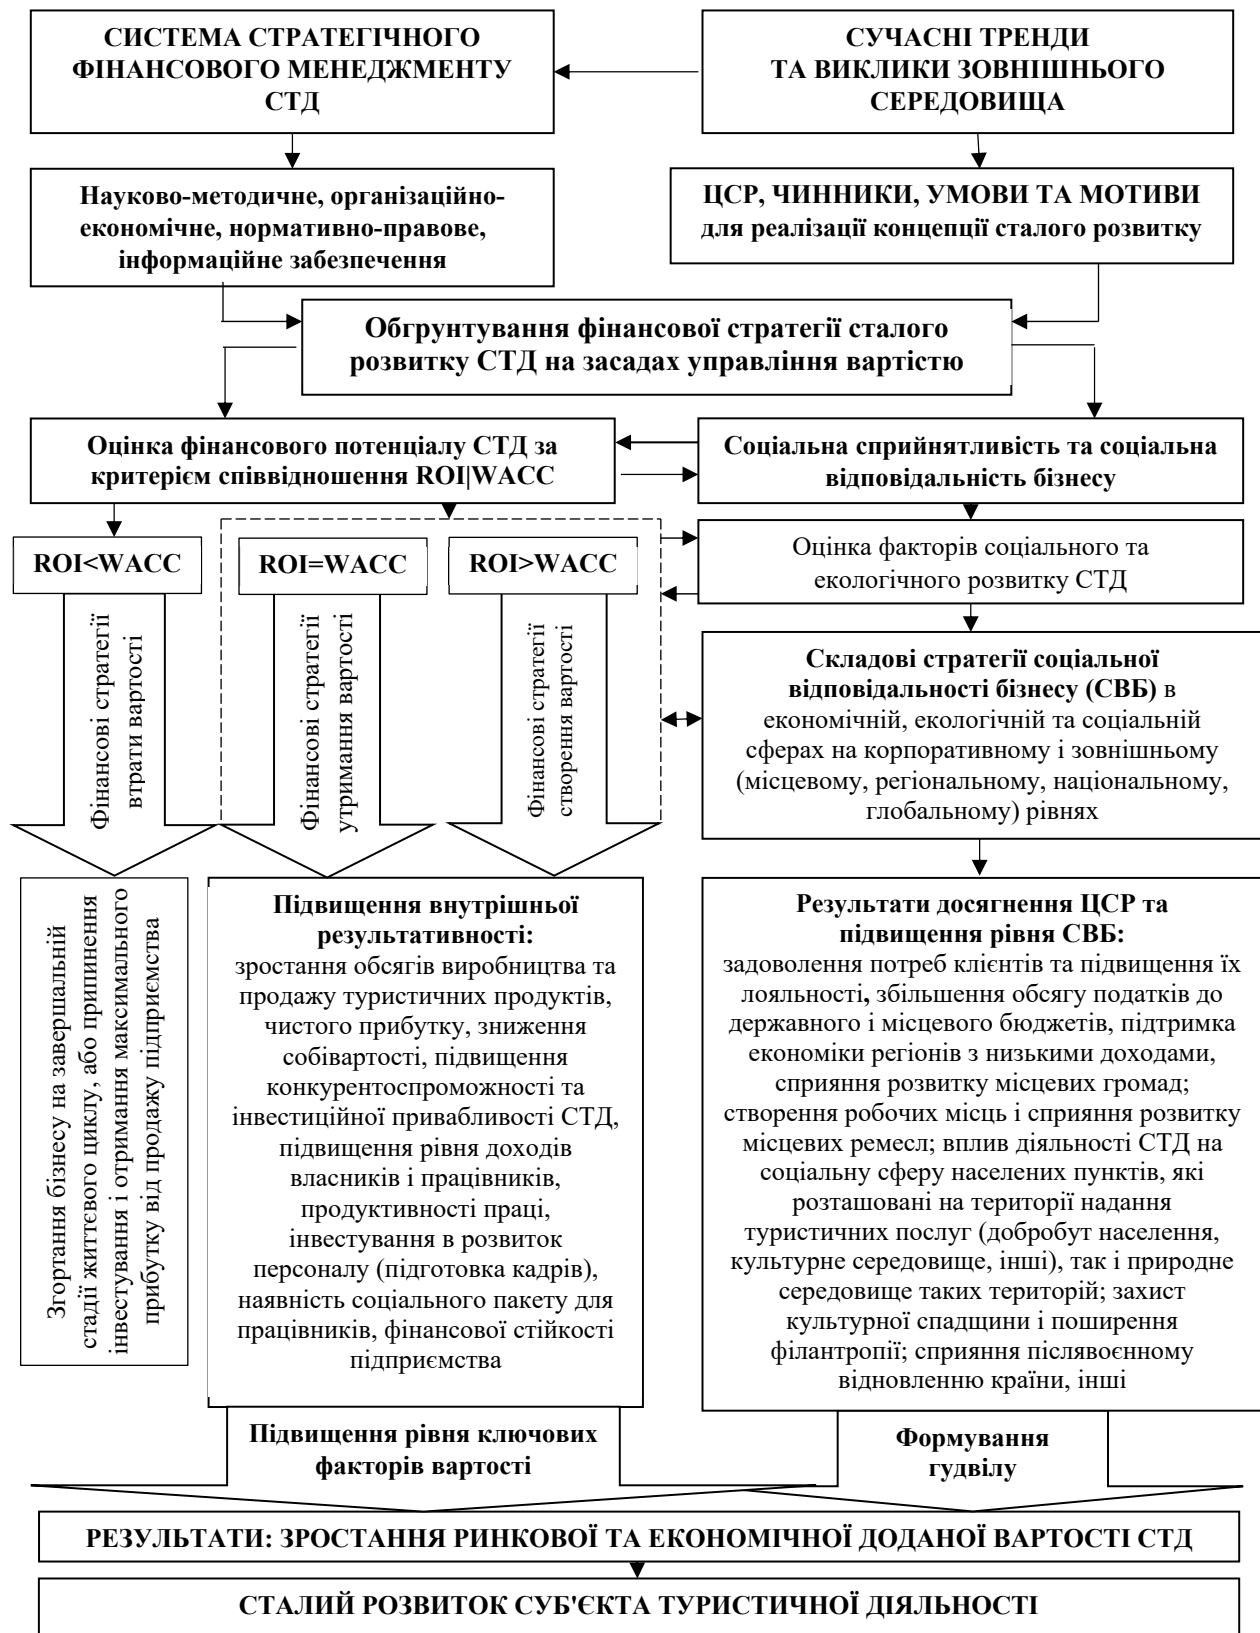 СИСТЕМА СТРАТЕГІЧНОГО
ФІНАНСОВОГО МЕНЕДЖМЕНТУ
СТД
СУЧАСНІ ТРЕНДИ
ТА ВИКЛИКИ ЗОВНІШНЬОГО
СЕРЕДОВИЩА
Науково-методичне, організаційно-
економічне, нормативно-правове,
інформаційне забезпечення
ЦСР, ЧИННИКИ, УМОВИ ТА МОТИВИ
для реалізації концепції сталого розвитку
Обгрунтування фінансової стратегії сталого
розвитку СТД на засадах управління вартістю
Оцінка фінансового потенціалу СТД за
критерієм співвідношення ROI|WACC
Соціальна сприйнятливість та соціальна
відповідальність бізнесу
ROI<WACC
ROI=WACC
ROI>WACC
Оцінка факторів соціального та
екологічного розвитку СТД
Фінансові стратегії
втрати вартості
Фінансові стратегії
утримання вартості
Фінансові стратегії
створення вартості
Складові стратегії соціальної
відповідальності бізнесу (СВБ) в
економічній, екологічній та соціальній
сферах на корпоративному і зовнішньому
(місцевому, регіональному, національному,
глобальному) рівнях
Згортання бізнесу на завершальній
стадії життєвого циклу, або припинення
інвестування і отримання максимального
прибутку від продажу підприємства
Підвищення внутрішньої
результативності:
зростання обсягів виробництва та
продажу туристичних продуктів,
чистого прибутку, зниження
собівартості, підвищення
конкурентоспроможності та
інвестиційної привабливості СТД,
підвищення рівня доходів
власників і працівників,
продуктивності праці,
інвестування в розвиток
персоналу (підготовка кадрів),
наявність соціального пакету для
працівників, фінансової стійкості
підприємства
Результати досягнення ЦСР та
підвищення рівня СВБ:
задоволення потреб клієнтів та підвищення їх
лояльності, збільшення обсягу податків до
державного і місцевого бюджетів, підтримка
економіки регіонів з низькими доходами,
сприяння розвитку місцевих громад;
створення робочих місць і сприяння розвитку
місцевих ремесл; вплив діяльності СТД на
соціальну сферу населених пунктів, які
розташовані на території надання
туристичних послуг (добробут населення,
культурне середовище, інші), так і природне
середовище таких територій; захист
культурної спадщини і поширення
філантропії; сприяння післявоєнному
відновленню країни, інші
Підвищення рівня ключових
факторів вартості
Формування
гудвілу
РЕЗУЛЬТАТИ: ЗРОСТАННЯ РИНКОВОЇ ТА ЕКОНОМІЧНОЇ ДОДАНОЇ ВАРТОСТІ СТД
СТАЛИЙ РОЗВИТОК СУБ'ЄКТА ТУРИСТИЧНОЇ ДІЯЛЬНОСТІ